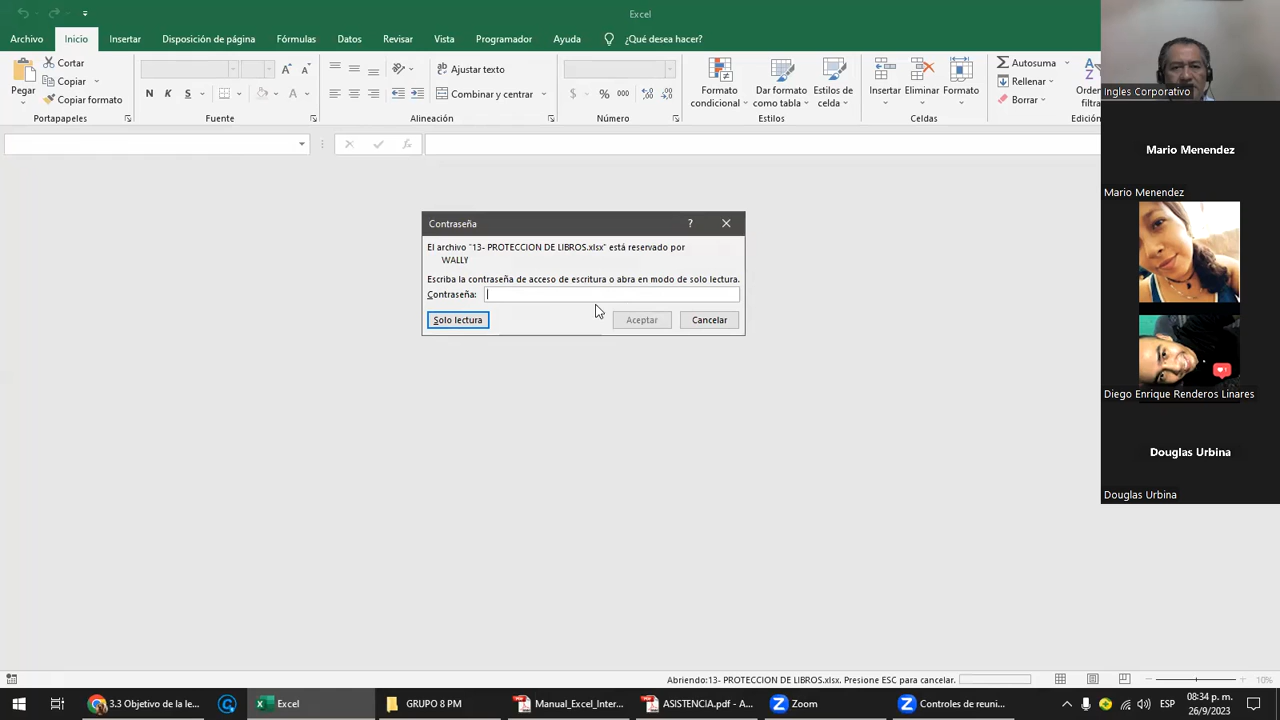 Excel
Archivo Inicio Insertar Disposición de página Fórmulas Datos Revisar Vista Programador Ayuda ¿Qué desea hacer?
Pegar
Cortar
Copiar
Copiar formato
Portapapeles
N K S
Fuente
Ajustar texto
Combinar y centrar
Alineación
$ % 000
Número
Formato condicional
Dar formato como tabla
Estilos de celda
Estilos
Insertar Eliminar Formato
Celdas
Autosuma
Rellenar
Borrar
Edición
fx
Contraseña ?
El archivo "13- PROTECCION DE LIBROS.xlsx" está reservado por
WALLY
Escriba la contraseña de acceso de escritura o abra en modo de solo lectura.
Contraseña:
Solo lectura Aceptar Cancelar
Ingles Corporativo
Mario Menendez
Mario Menendez
Diego Enrique Renderos Linares
Douglas Urbina
Douglas Urbina
Abriendo:13- PROTECCION DE LIBROS.xlsx. Presione ESC para cancelar. 10%
3.3 Objetivo de la le... Excel GRUPO 8 PM Manual_Excel_Inter... ASISTENCIA.pdf - A... Zoom Controles de reuni... ESP 08:34 p. m.
26/9/2023